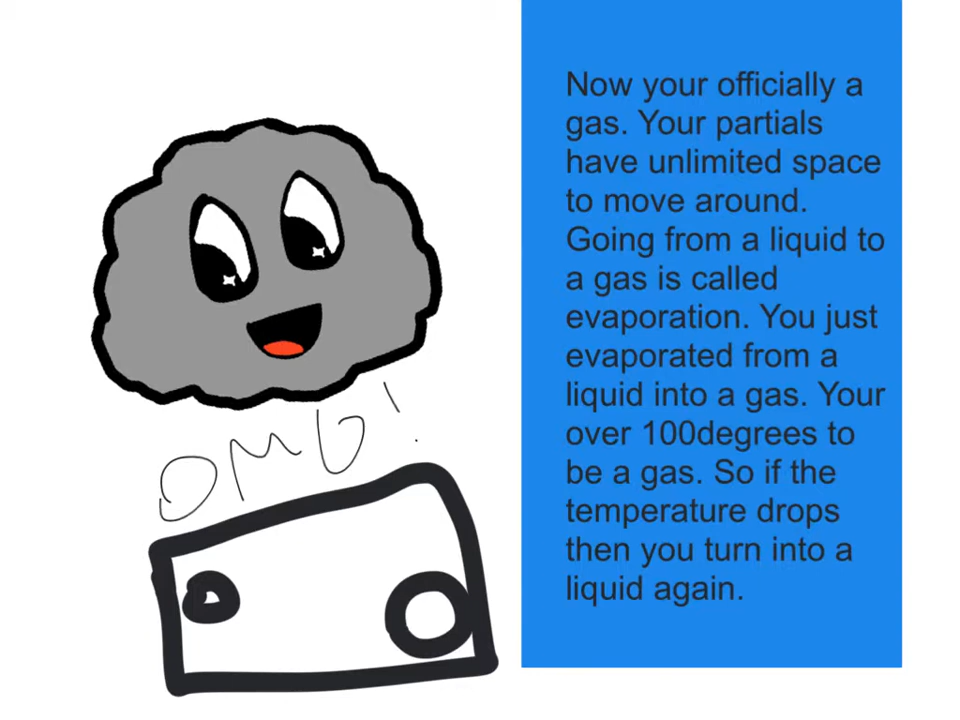 Now your officially a
gas. Your partials
have unlimited space
to move around.
Going from a liquid to
a gas is called
evaporation. You just
evaporated from a
liquid into a gas. Your
over 100degrees to
be a gas. So if the
temperature drops
then you turn into a
liquid again.
OMG!